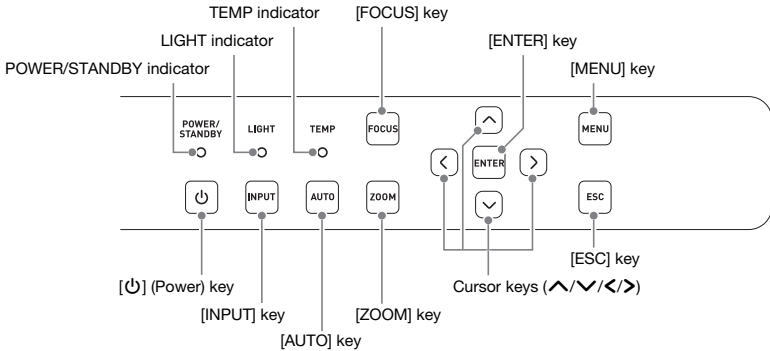 TEMP indicator
[FOCUS] key
LIGHT indicator
[ENTER] key
POWER/STANDBY indicator
[MENU] key
POWER/
STANDBY
LIGHT
TEMP
FOCUS
MENU
ENTER
INPUT
AUTO
ZOOM
ESC
[⏻] (Power) key
[ESC] key
Cursor keys (∧/∨/</>)
[INPUT] key
[ZOOM] key
[AUTO] key